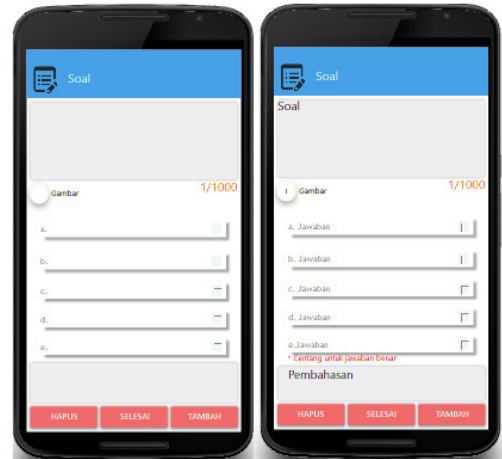 Soal
Gambar
1/1000
a.
b.
c.
d.
e.
HAPUS SELESAI TAMBAH
Soal
Soal
Gambar
1/1000
a. Jawaban
b. Jawaban
c. Jawaban
d. Jawaban
e.Jawaban
* Centang untuk jawaban benar
Pembahasan
HAPUS SELESAI TAMBAH